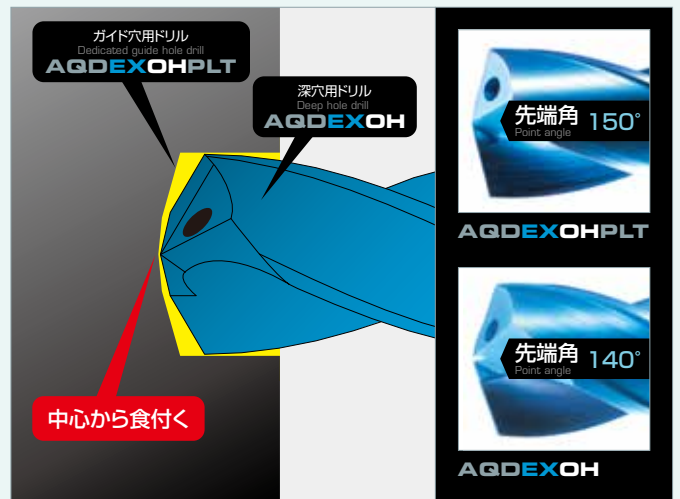 ガイド穴用ドリル
Dedicated guide hole drill
AQDEXOHPLT
深穴用ドリル
Deep hole drill
AQDEXOH
中心から食付く
先端角 150°
Point angle
AQDEXOHPLT
先端角 140°
Point angle
AQDEXOH